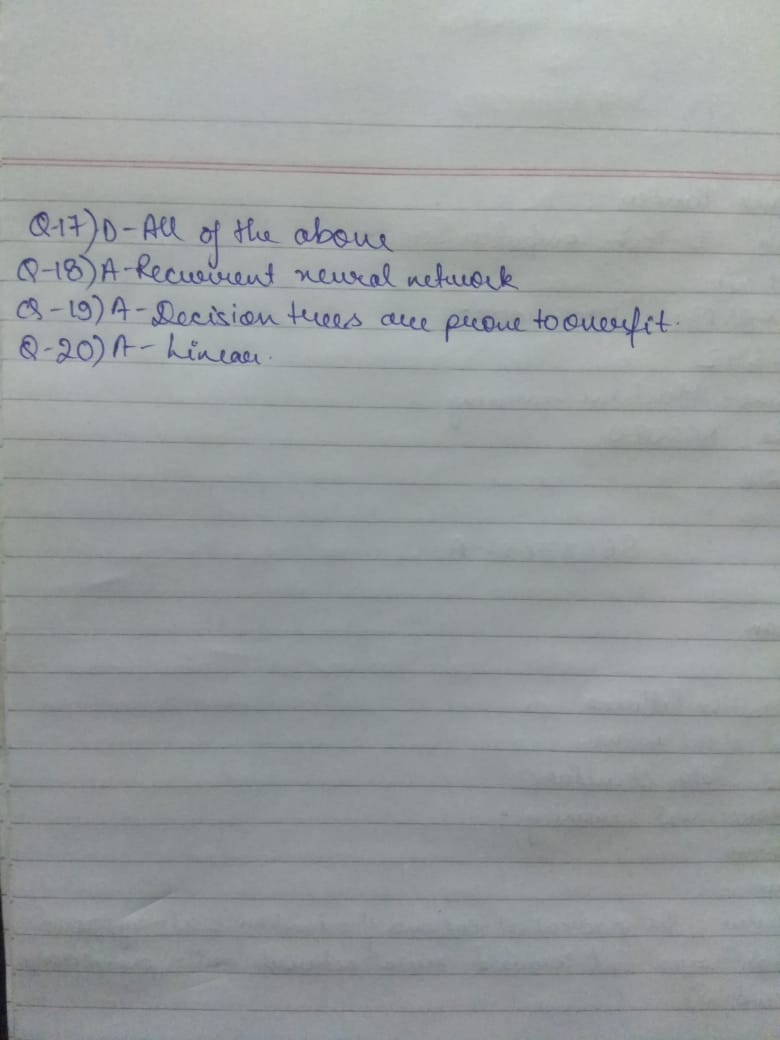 Q-17) D - All of the above
Q-18) A - Recurrent neural network
Q-19) A - Decision trees are prone to overfit.
Q-20) A - Linear.